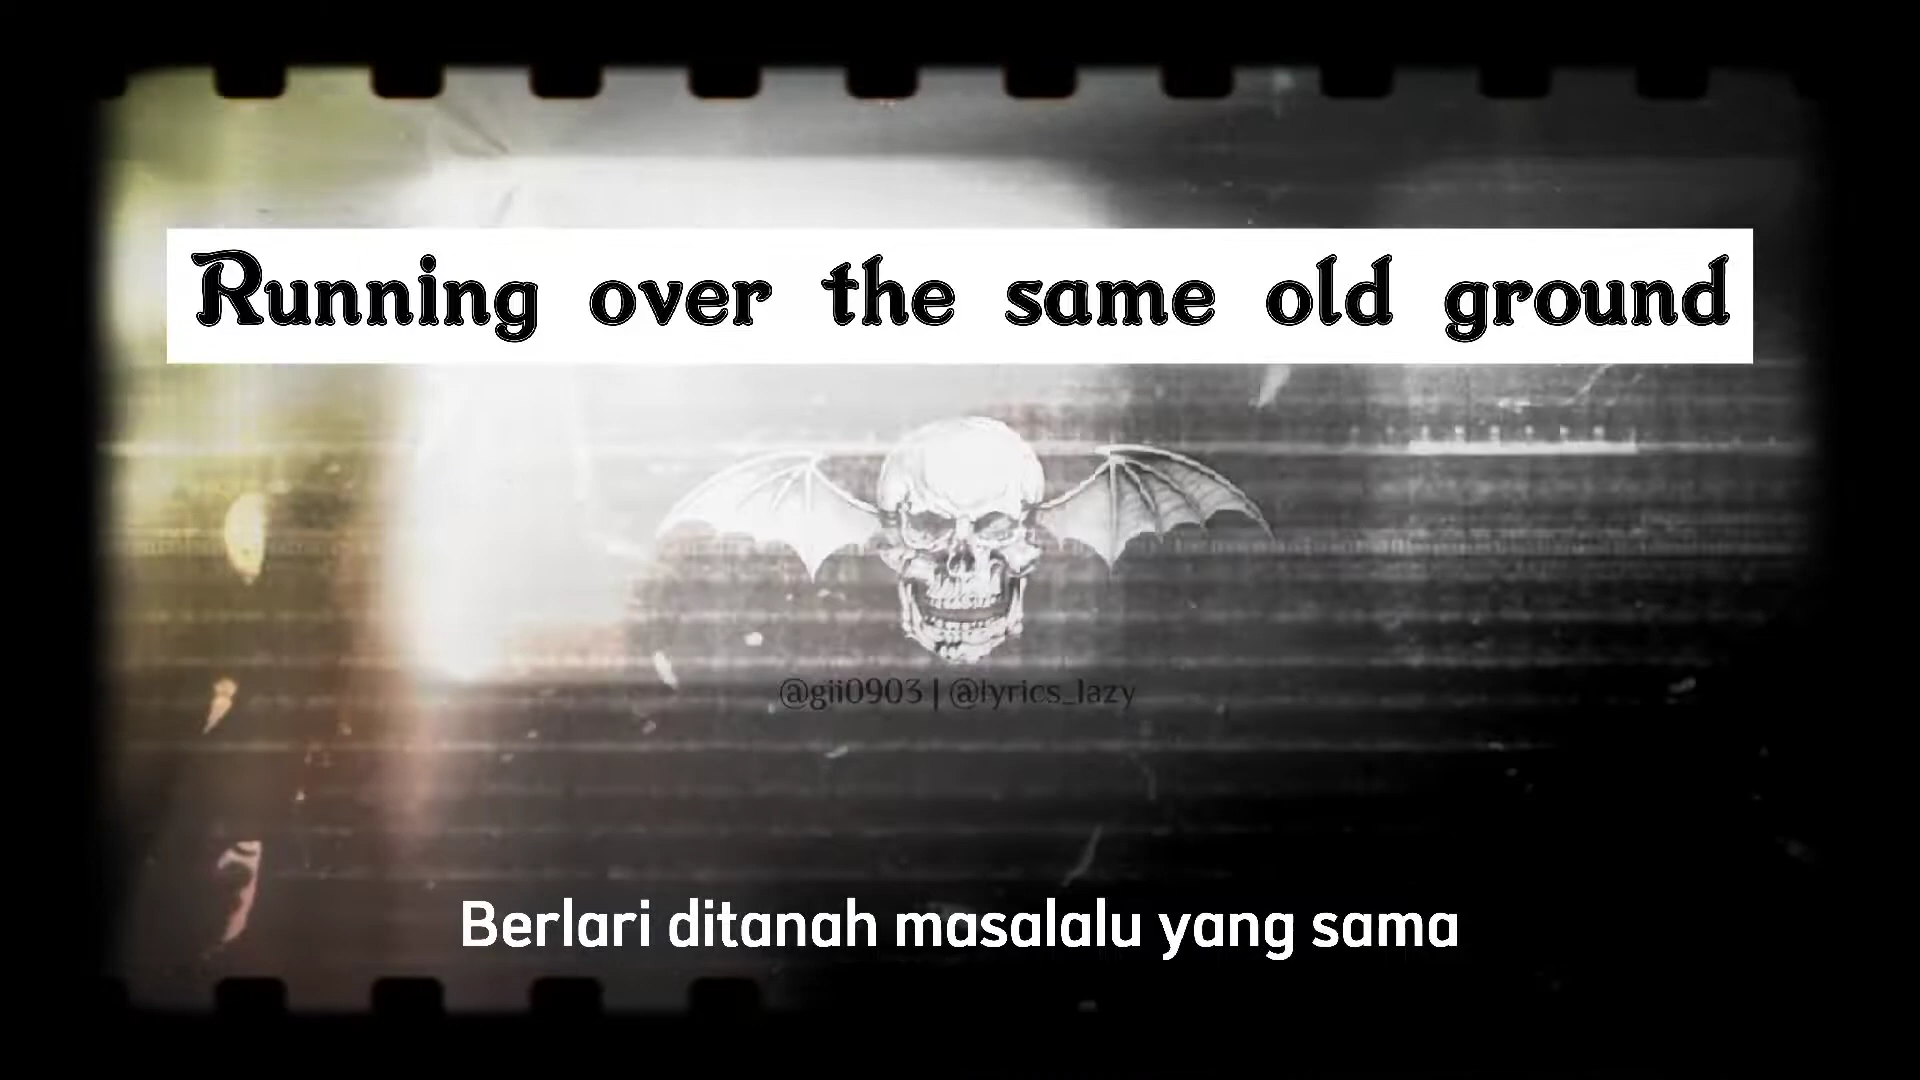 Running over the same old ground
@gii0903 | @lyrics_lazy
Berlari ditanah masalalu yang sama